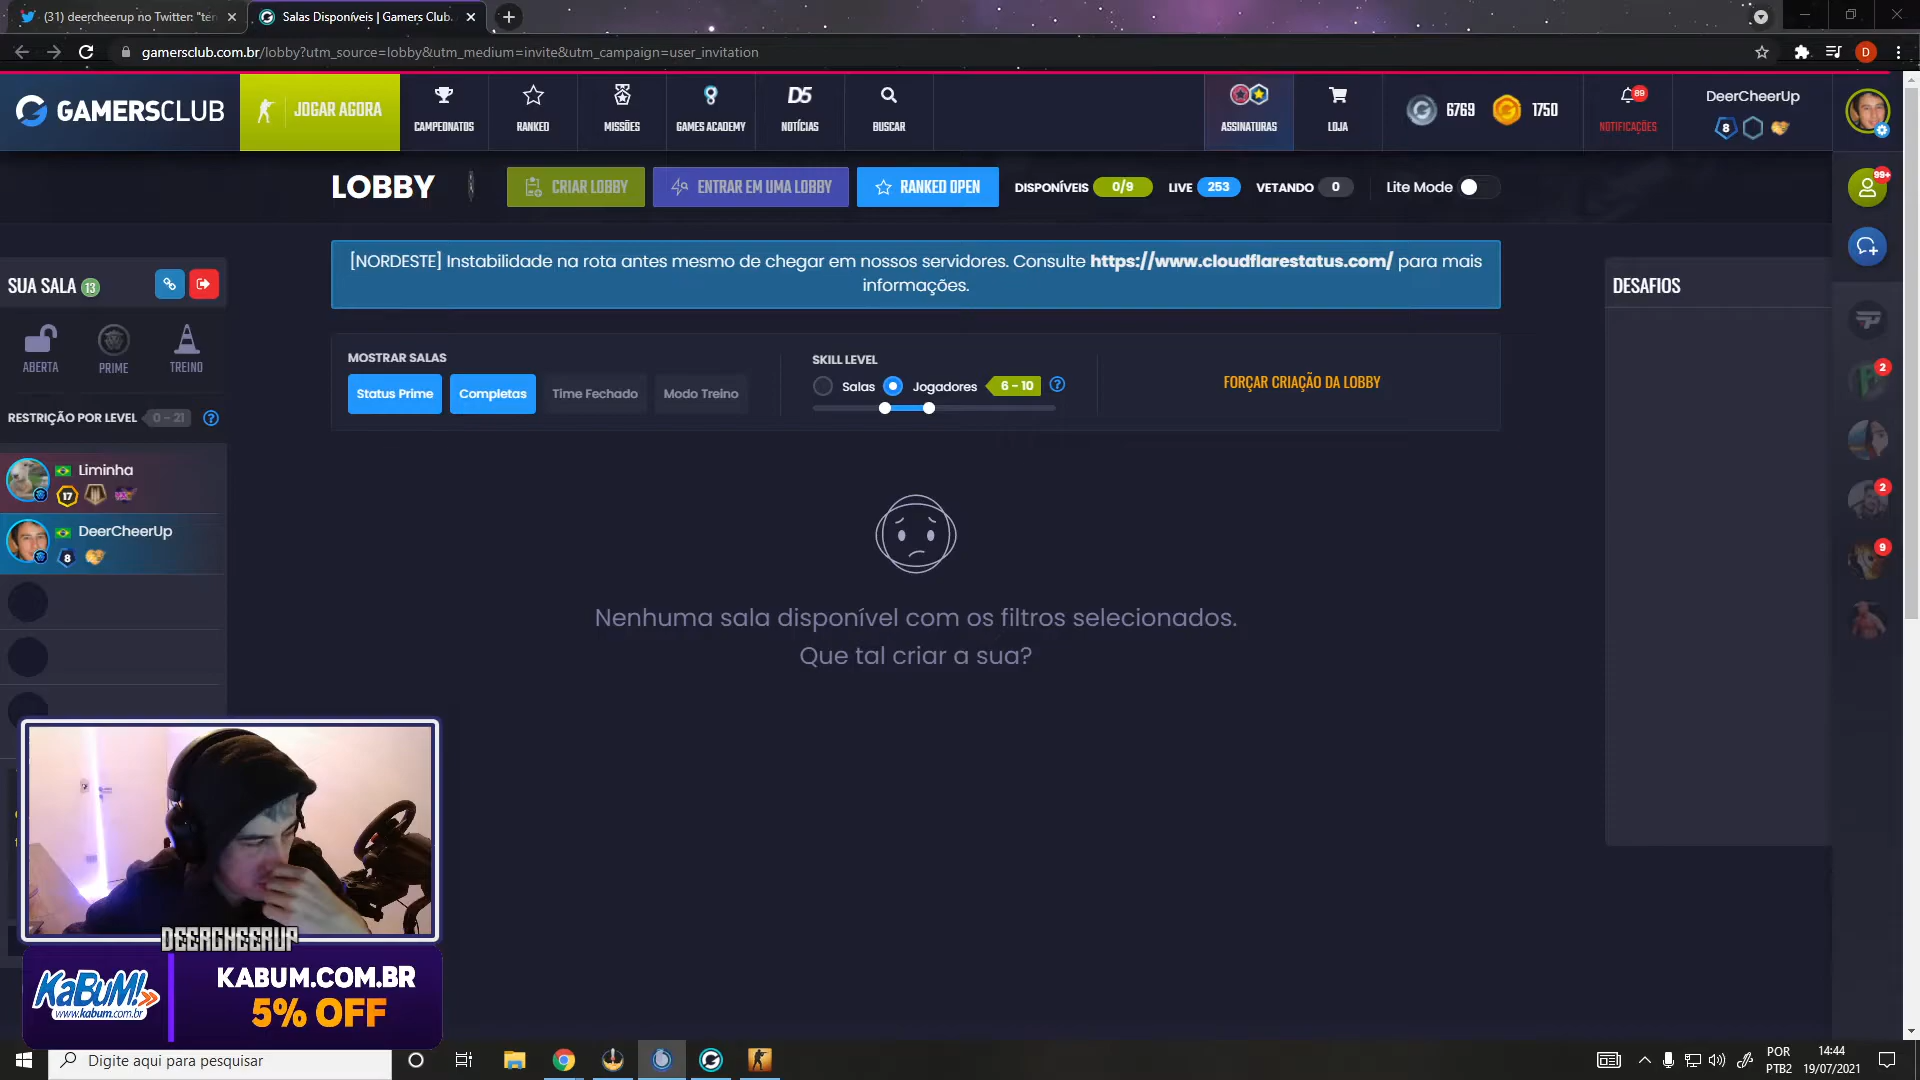 (31) deercheerup no Twitter: "tén
Salas Disponíveis | Gamers Club.
gamersclub.com.br/lobby?utm_source=lobby&utm_medium=invite&utm_campaign=user_invitation
D
GAMERSCLUB
JOGAR AGORA
CAMPEONATOS
RANKED
MISSÕES
GAMES ACADEMY
D5
NOTÍCIAS
BUSCAR
ASSINATURAS
LOJA
6769
1750
89
NOTIFICAÇÕES
DeerCheerUp
8
LOBBY
CRIAR LOBBY
ENTRAR EM UMA LOBBY
RANKED OPEN
DISPONÍVEIS 0/9
LIVE 253
VETANDO 0
Lite Mode
99+
[NORDESTE] Instabilidade na rota antes mesmo de chegar em nossos servidores. Consulte https://www.cloudflarestatus.com/ para mais
informações.
SUA SALA 13
ABERTA
PRIME
TREINO
RESTRIÇÃO POR LEVEL 0 - 21 ?
Liminha
17
DeerCheerUp
8
MOSTRAR SALAS
Status Prime
Completas
Time Fechado
Modo Treino
SKILL LEVEL
Salas
Jogadores
6 - 10
?
FORÇAR CRIAÇÃO DA LOBBY
DESAFIOS
2
2
9
Nenhuma sala disponível com os filtros selecionados.
Que tal criar a sua?
DEERCHEERUP
KaBuM!
www.kabum.com.br
KABUM.COM.BR
5% OFF
Digite aqui para pesquisar
POR
PTB2
14:44
19/07/2021